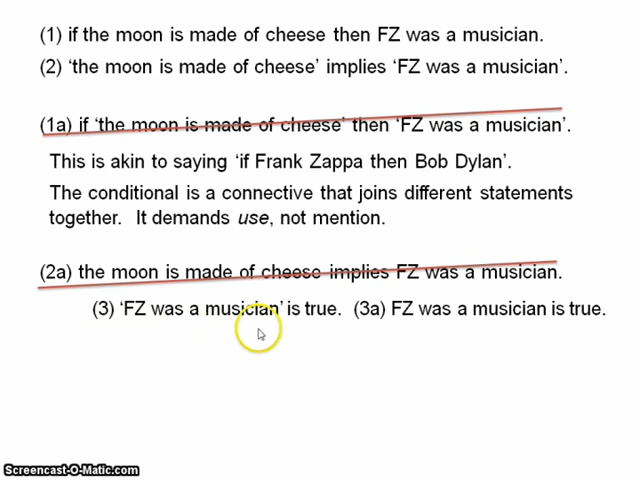 (1) if the moon is made of cheese then FZ was a musician.
(2) ‘the moon is made of cheese’ implies ‘FZ was a musician’.
(1a) if ‘the moon is made of cheese’ then ‘FZ was a musician’.
This is akin to saying ‘if Frank Zappa then Bob Dylan’.
The conditional is a connective that joins different statements
together. It demands use, not mention.
(2a) the moon is made of cheese implies FZ was a musician.
(3) ‘FZ was a musician’ is true. (3a) FZ was a musician is true.
Screencast-O-Matic.com